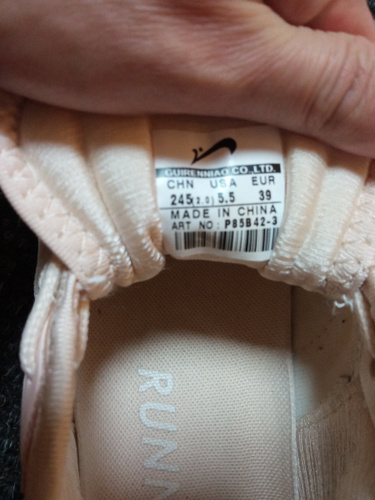 GUIRENNIAO CO., LTD.
CHN USA EUR
245(2.0) 5.5 39
MADE IN CHINA
ART NO: P85B42-3
RUNN